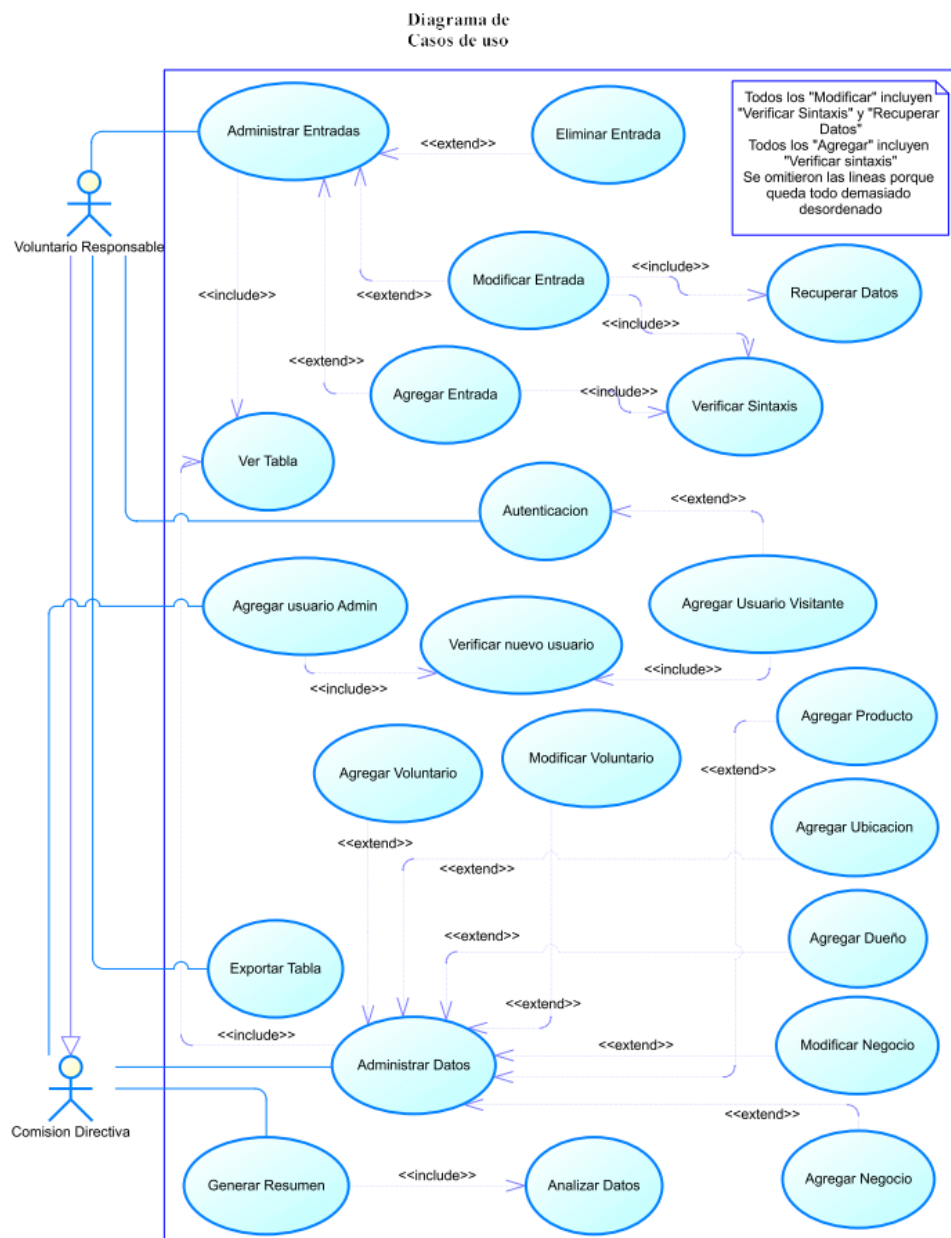 Diagrama de
Casos de uso
Todos los "Modificar" incluyen
"Verificar Sintaxis" y "Recuperar
Datos"
Todos los "Agregar" incluyen
"Verificar sintaxis"
Se omitieron las lineas porque
queda todo demasiado
desordenado
Administrar Entradas
<<extend>>
Eliminar Entrada
Voluntario Responsable
<<include>>
<<extend>>
Modificar Entrada
<<include>>
Recuperar Datos
<<include>>
<<extend>>
Agregar Entrada
<<include>>
Verificar Sintaxis
Ver Tabla
Autenticacion
<<extend>>
Agregar usuario Admin
Verificar nuevo usuario
Agregar Usuario Visitante
<<include>>
<<include>>
Agregar Producto
Agregar Voluntario
Modificar Voluntario
<<extend>>
Agregar Ubicacion
<<extend>>
<<extend>>
Agregar Dueño
<<extend>>
Exportar Tabla
<<extend>>
<<include>>
Administrar Datos
<<extend>>
Modificar Negocio
Comision Directiva
<<extend>>
Generar Resumen
<<include>>
Analizar Datos
Agregar Negocio